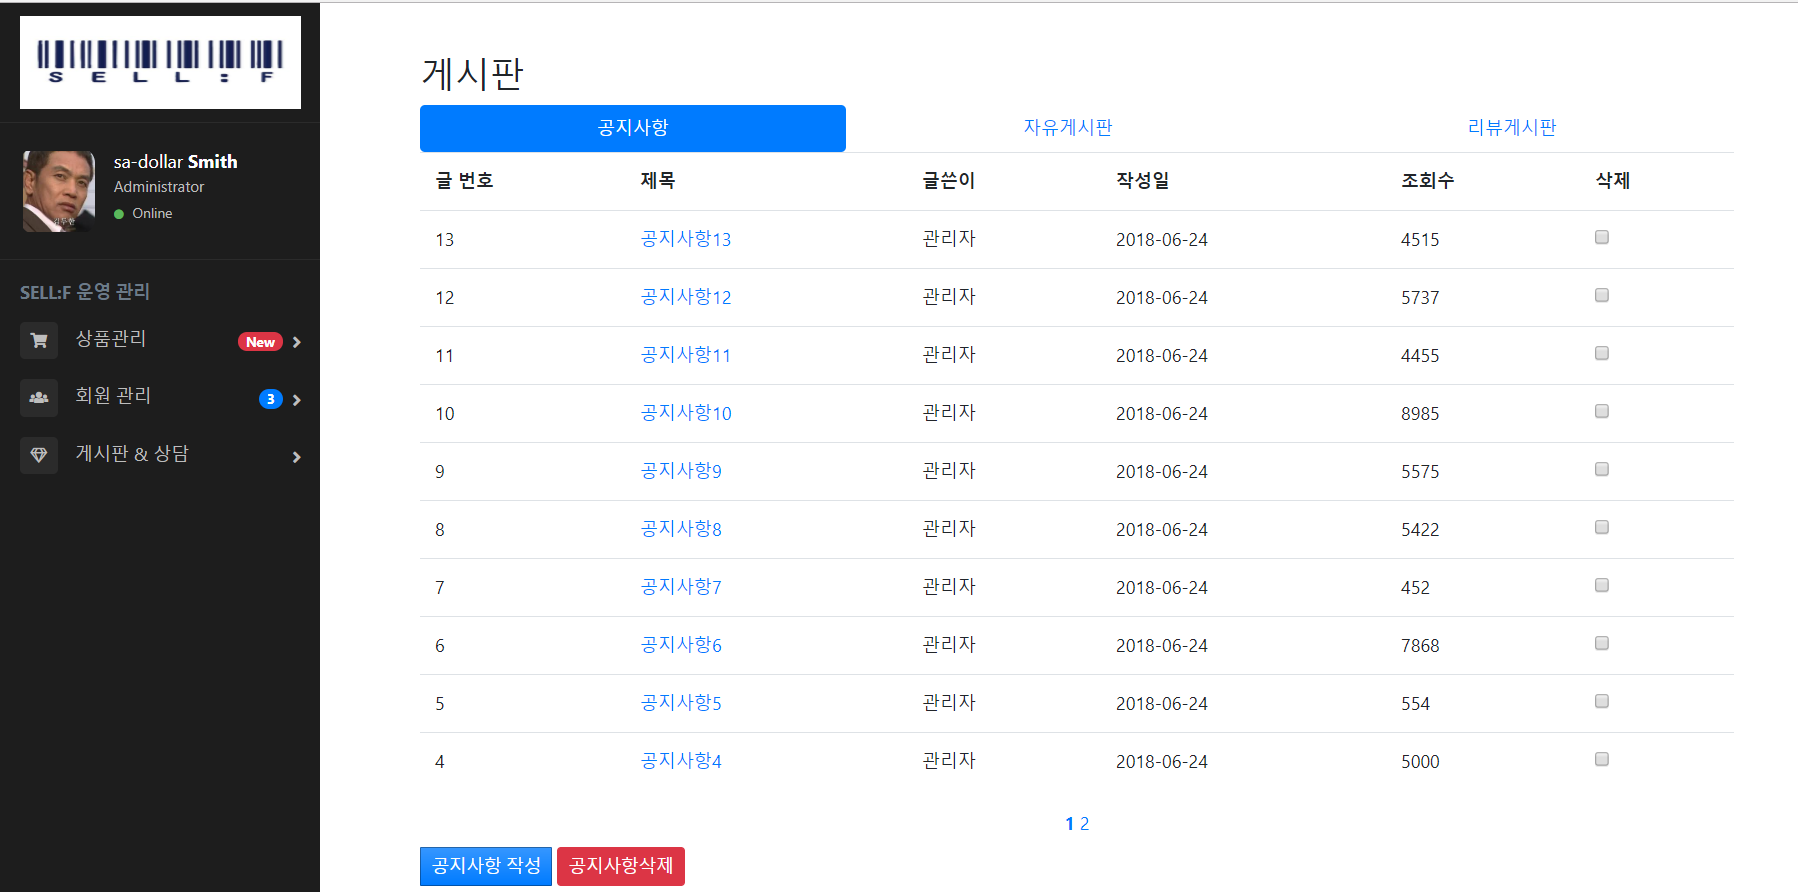 SELL:F
sa-dollar Smith
Administrator
Online
김두한
SELL:F 운영 관리
상품관리 New
회원 관리 3
게시판 & 상담
게시판
공지사항 자유게시판 리뷰게시판
글 번호 제목 글쓴이 작성일 조회수 삭제
13 공지사항13 관리자 2018-06-24 4515
12 공지사항12 관리자 2018-06-24 5737
11 공지사항11 관리자 2018-06-24 4455
10 공지사항10 관리자 2018-06-24 8985
9 공지사항9 관리자 2018-06-24 5575
8 공지사항8 관리자 2018-06-24 5422
7 공지사항7 관리자 2018-06-24 452
6 공지사항6 관리자 2018-06-24 7868
5 공지사항5 관리자 2018-06-24 554
4 공지사항4 관리자 2018-06-24 5000
1 2
공지사항 작성 공지사항삭제